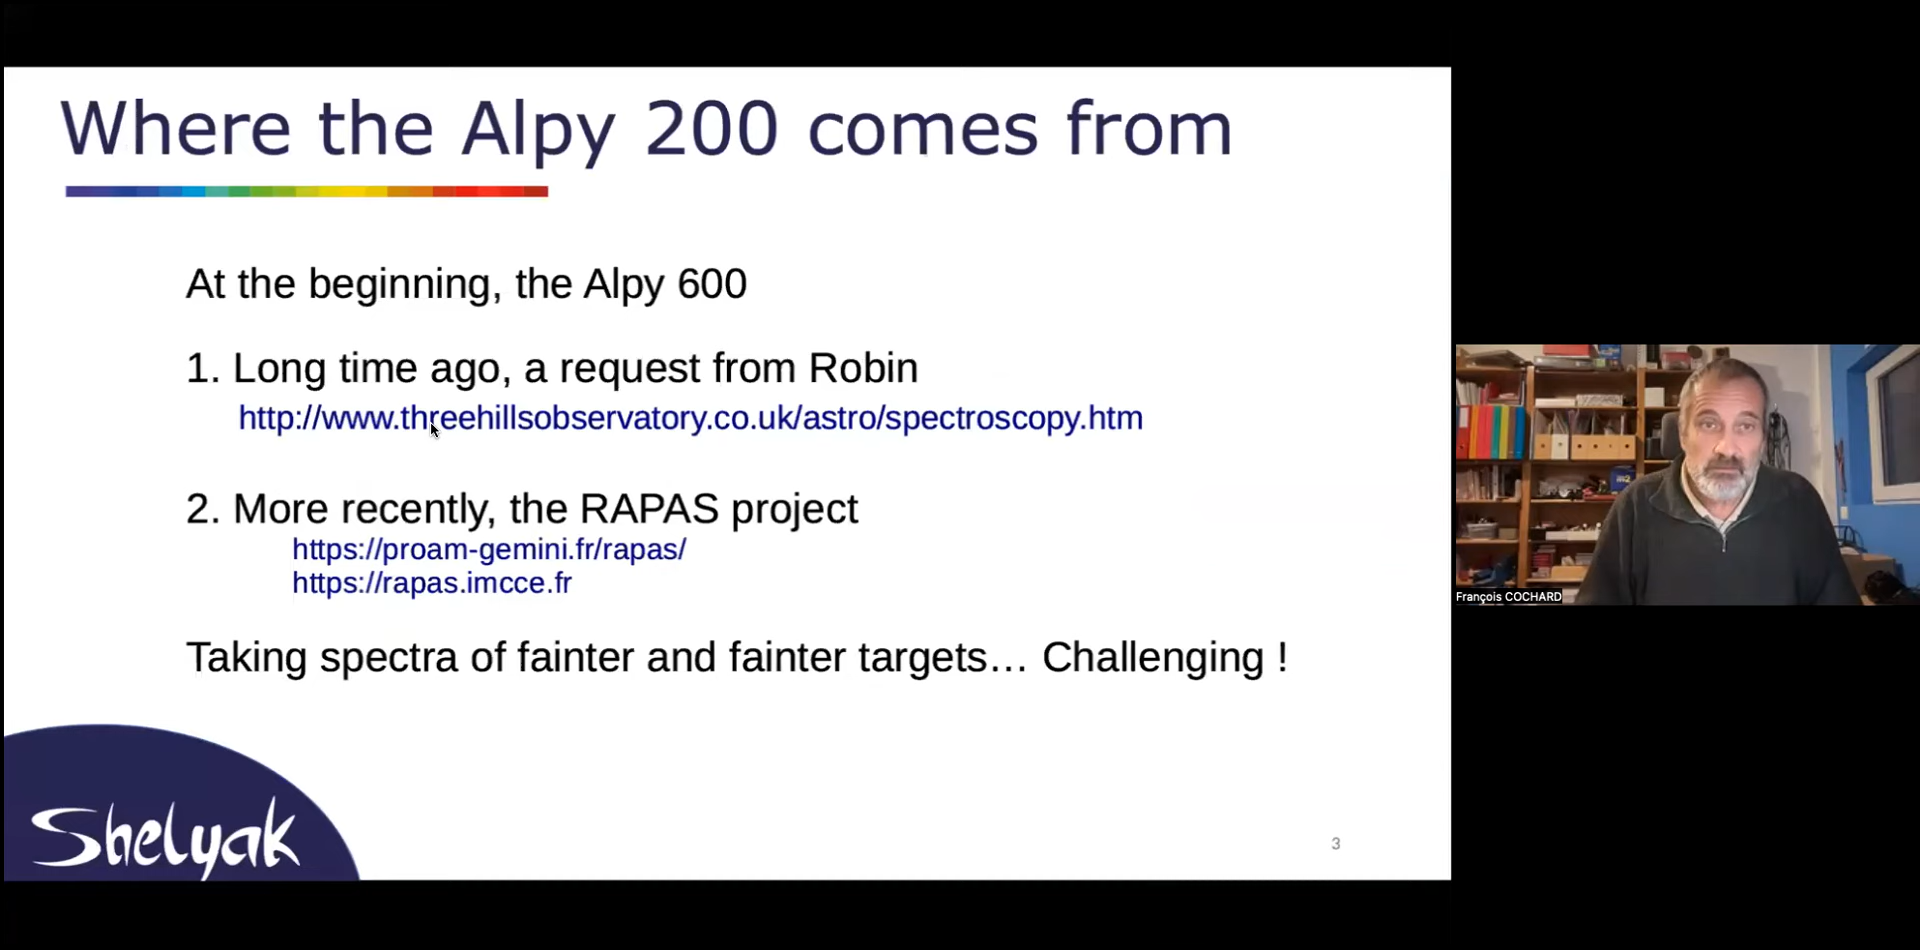 Where the Alpy 200 comes from
At the beginning, the Alpy 600
1. Long time ago, a request from Robin
http://www.threehillsobservatory.co.uk/astro/spectroscopy.htm
2. More recently, the RAPAS project
https://proam-gemini.fr/rapas/
https://rapas.imcce.fr
Taking spectra of fainter and fainter targets… Challenging !
Shelyak
3
François COCHARD